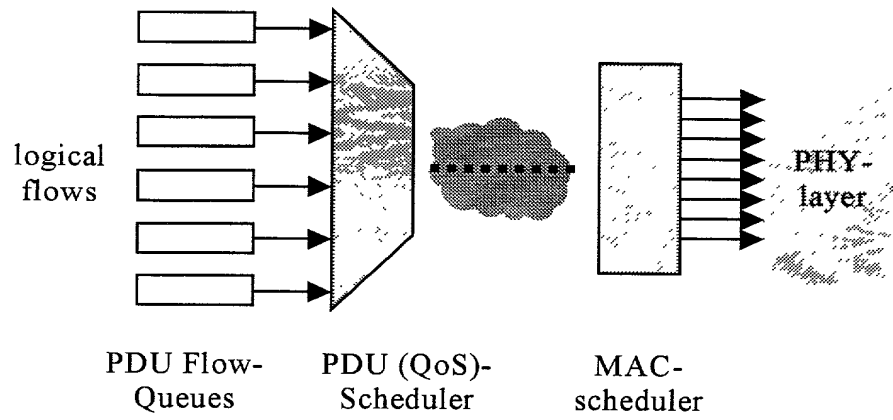 logical
flows
PHY-
layer
PDU Flow-
Queues
PDU (QoS)-
Scheduler
MAC-
scheduler